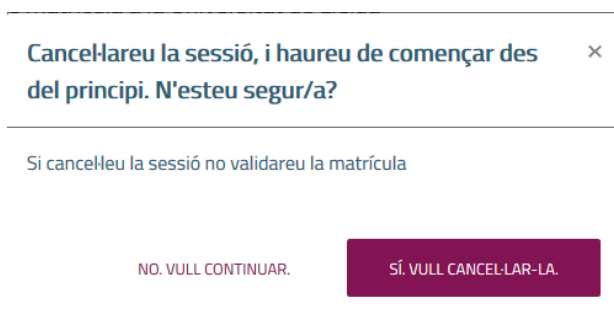 Cancel·lareu la sessió, i haureu de començar des
del principi. N'esteu segur/a?
×
Si cancel·leu la sessió no validareu la matrícula
NO. VULL CONTINUAR.
SÍ. VULL CANCEL·LAR-LA.